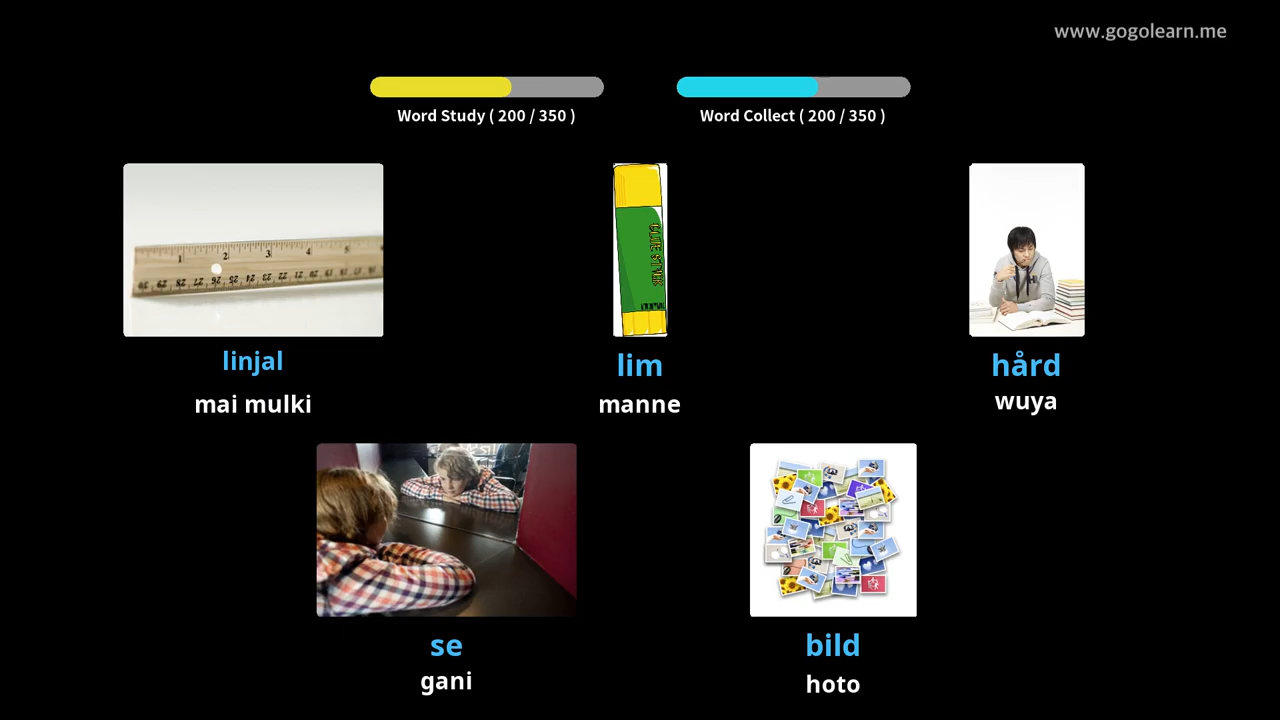 www.gogolearn.me
Word Study ( 200 / 350 )
Word Collect ( 200 / 350 )
linjal
mai mulki
lim
manne
hård
wuya
se
gani
bild
hoto